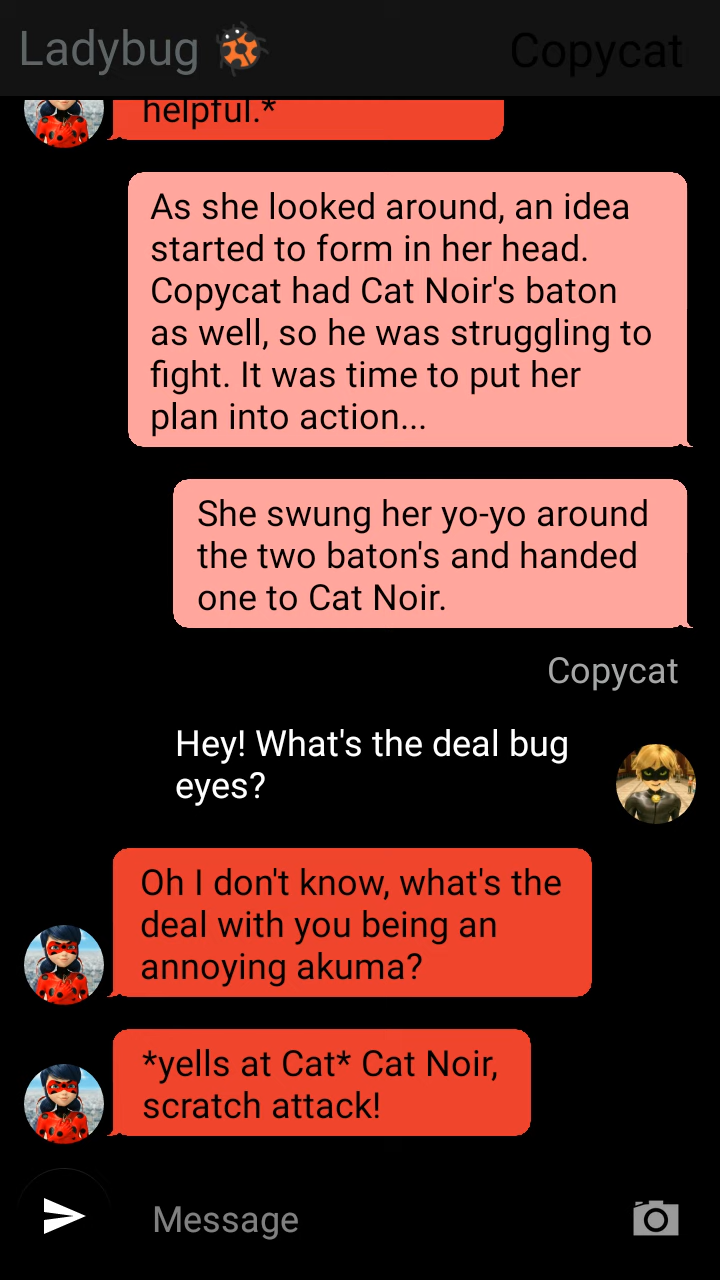 Ladybug 🐞 Copycat
helpful.*
As she looked around, an idea
started to form in her head.
Copycat had Cat Noir's baton
as well, so he was struggling to
fight. It was time to put her
plan into action...
She swung her yo-yo around
the two baton's and handed
one to Cat Noir.
Copycat
Hey! What's the deal bug
eyes?
Oh I don't know, what's the
deal with you being an
annoying akuma?
*yells at Cat* Cat Noir,
scratch attack!
Message